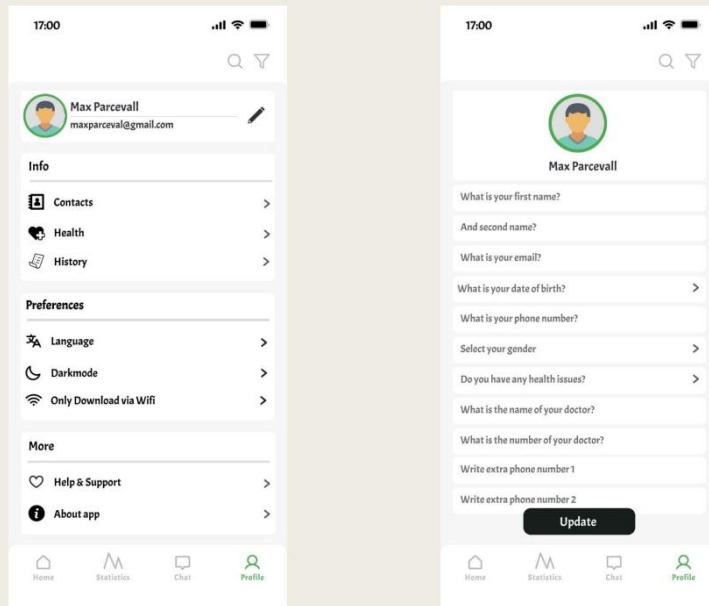 17:00
Max Parcevall
maxparceval@gmail.com
Info
Contacts
Health
History
Preferences
Language
Darkmode
Only Download via Wifi
More
Help & Support
About app
Home Statistics Chat Profile
17:00
Max Parcevall
What is your first name?
And second name?
What is your email?
What is your date of birth?
What is your phone number?
Select your gender
Do you have any health issues?
What is the name of your doctor?
What is the number of your doctor?
Write extra phone number 1
Write extra phone number 2
Update
Home Statistics Chat Profile